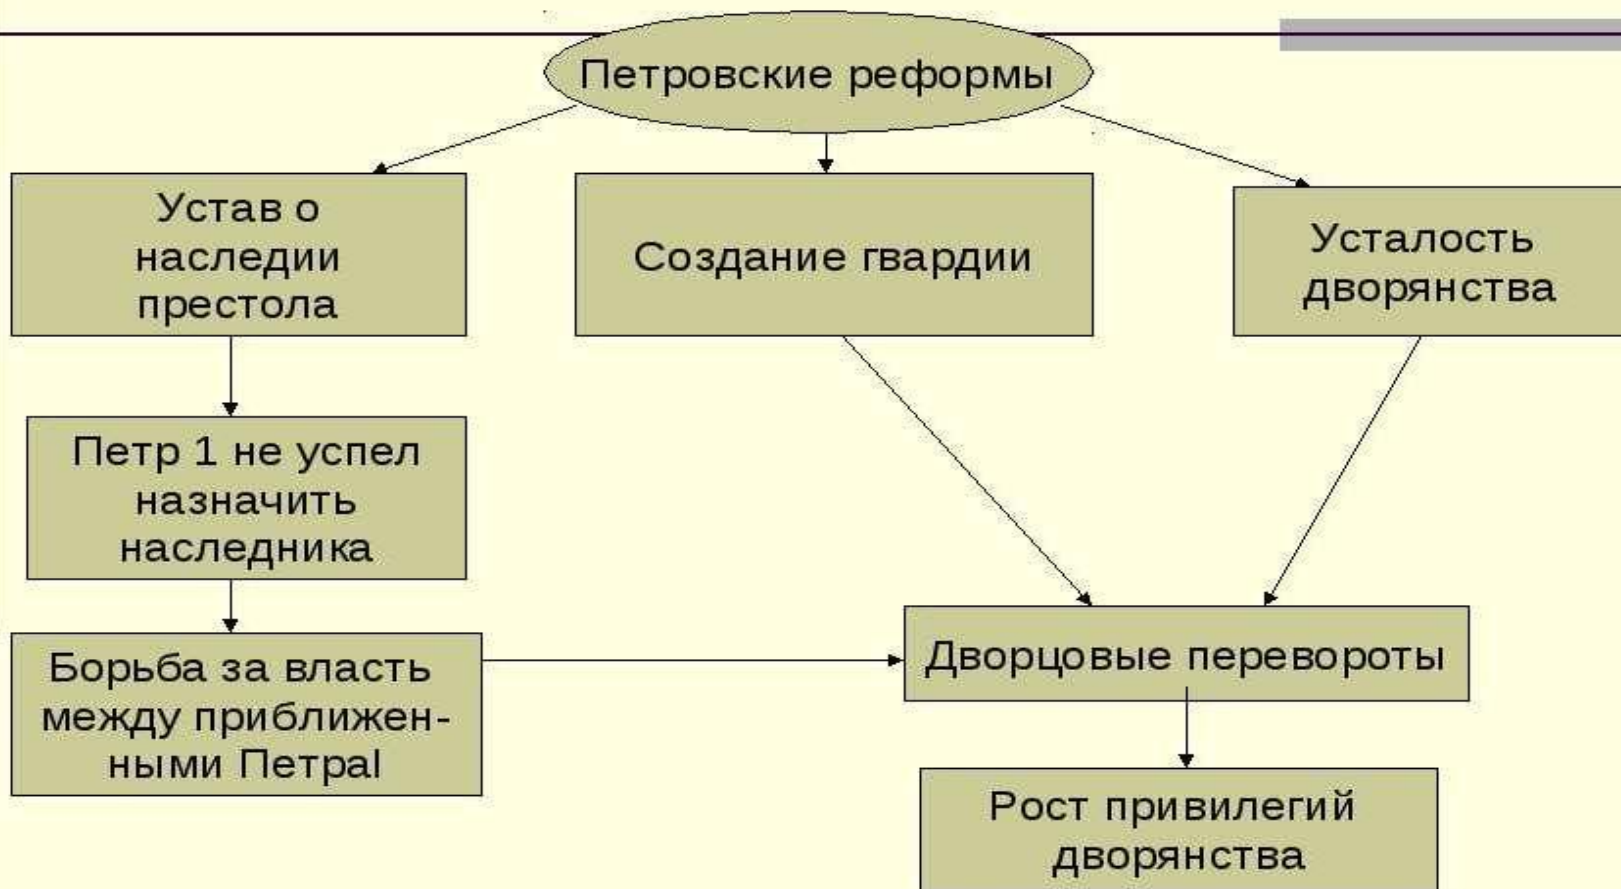 Петровские реформы
Устав о
наследии
престола
Создание гвардии
Усталость
дворянства
Петр 1 не успел
назначить
наследника
Борьба за власть
между приближен-
ными Петраl
Дворцовые перевороты
Рост привилегий
дворянства